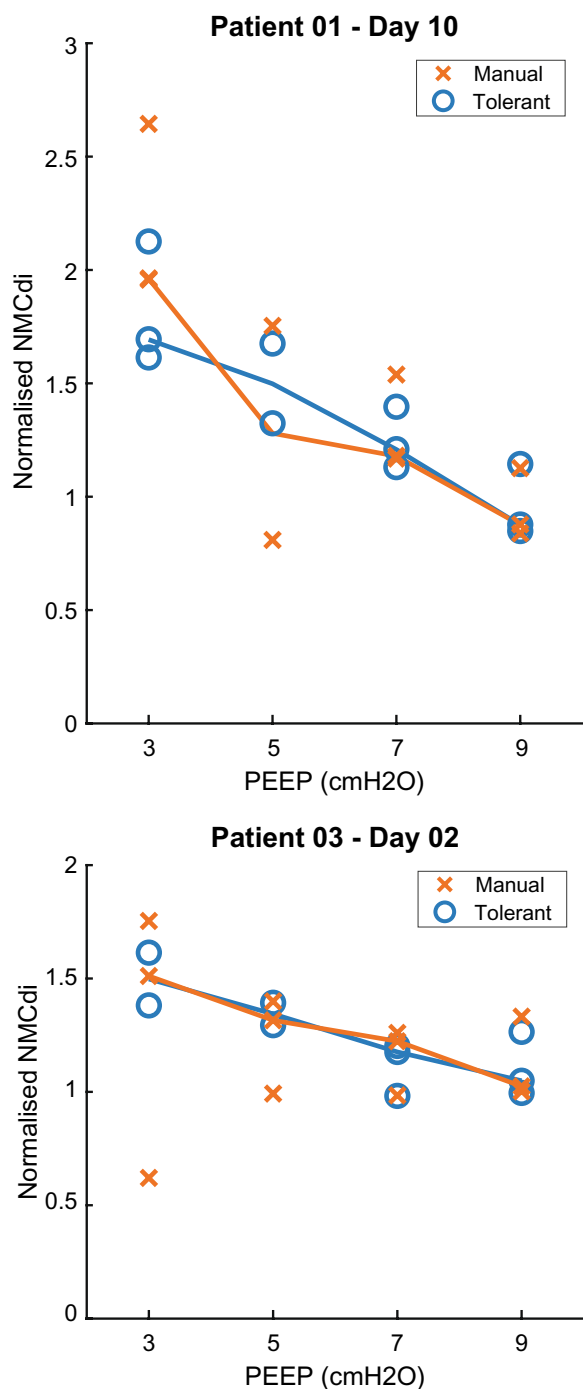 Patient 01 - Day 10
Manual
Tolerant
Normalised NMCdi
3
2.5
2
1.5
1
0.5
0
3 5 7 9
PEEP (cmH2O)
Patient 03 - Day 02
Manual
Tolerant
Normalised NMCdi
2
1.5
1
0.5
0
3 5 7 9
PEEP (cmH2O)